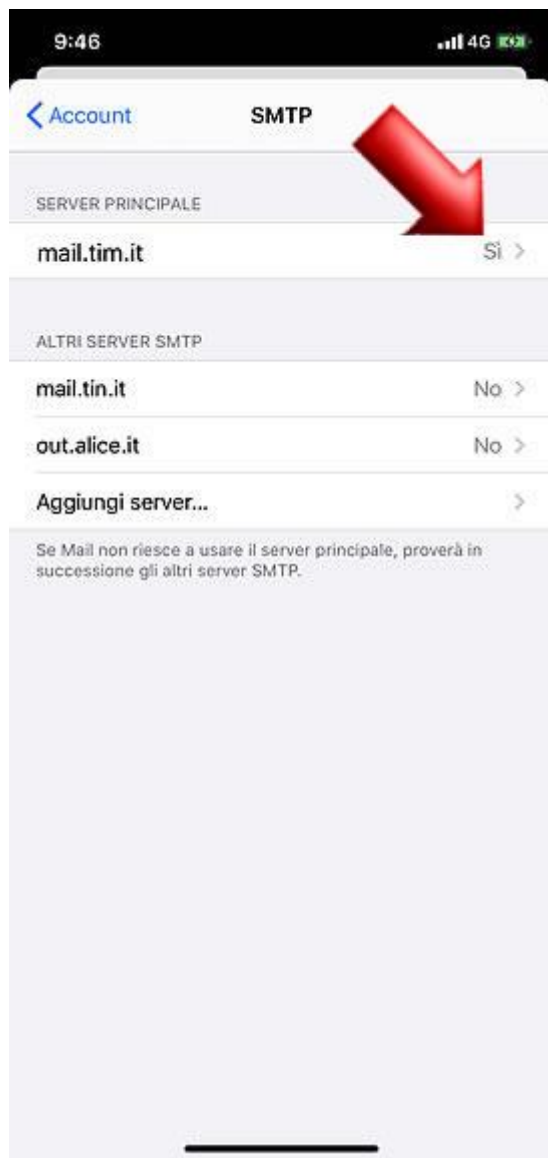 9:46
4G
Account
SMTP
SERVER PRINCIPALE
mail.tim.it
Sì
ALTRI SERVER SMTP
mail.tin.it
No
out.alice.it
No
Aggiungi server...
Se Mail non riesce a usare il server principale, proverà in
successione gli altri server SMTP.